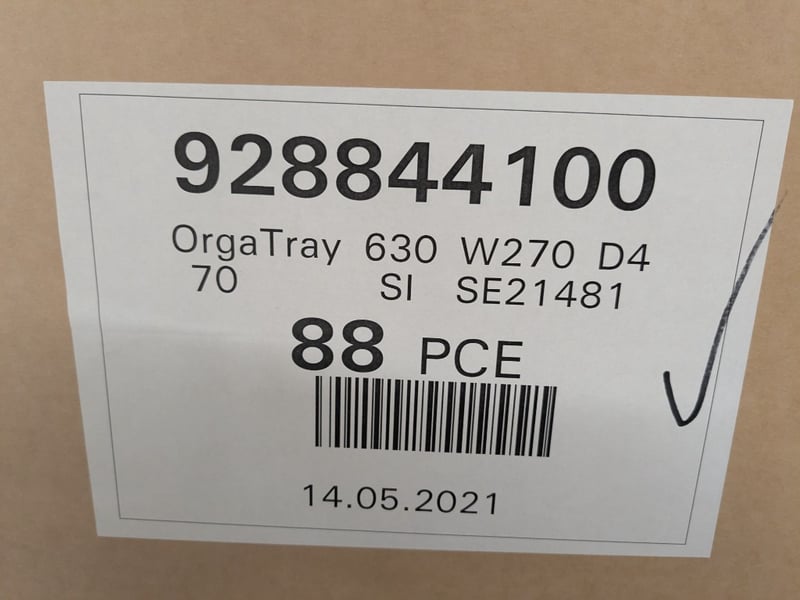 928844100
OrgaTray 630 W270 D4
70 SI SE21481
88 PCE
14.05.2021